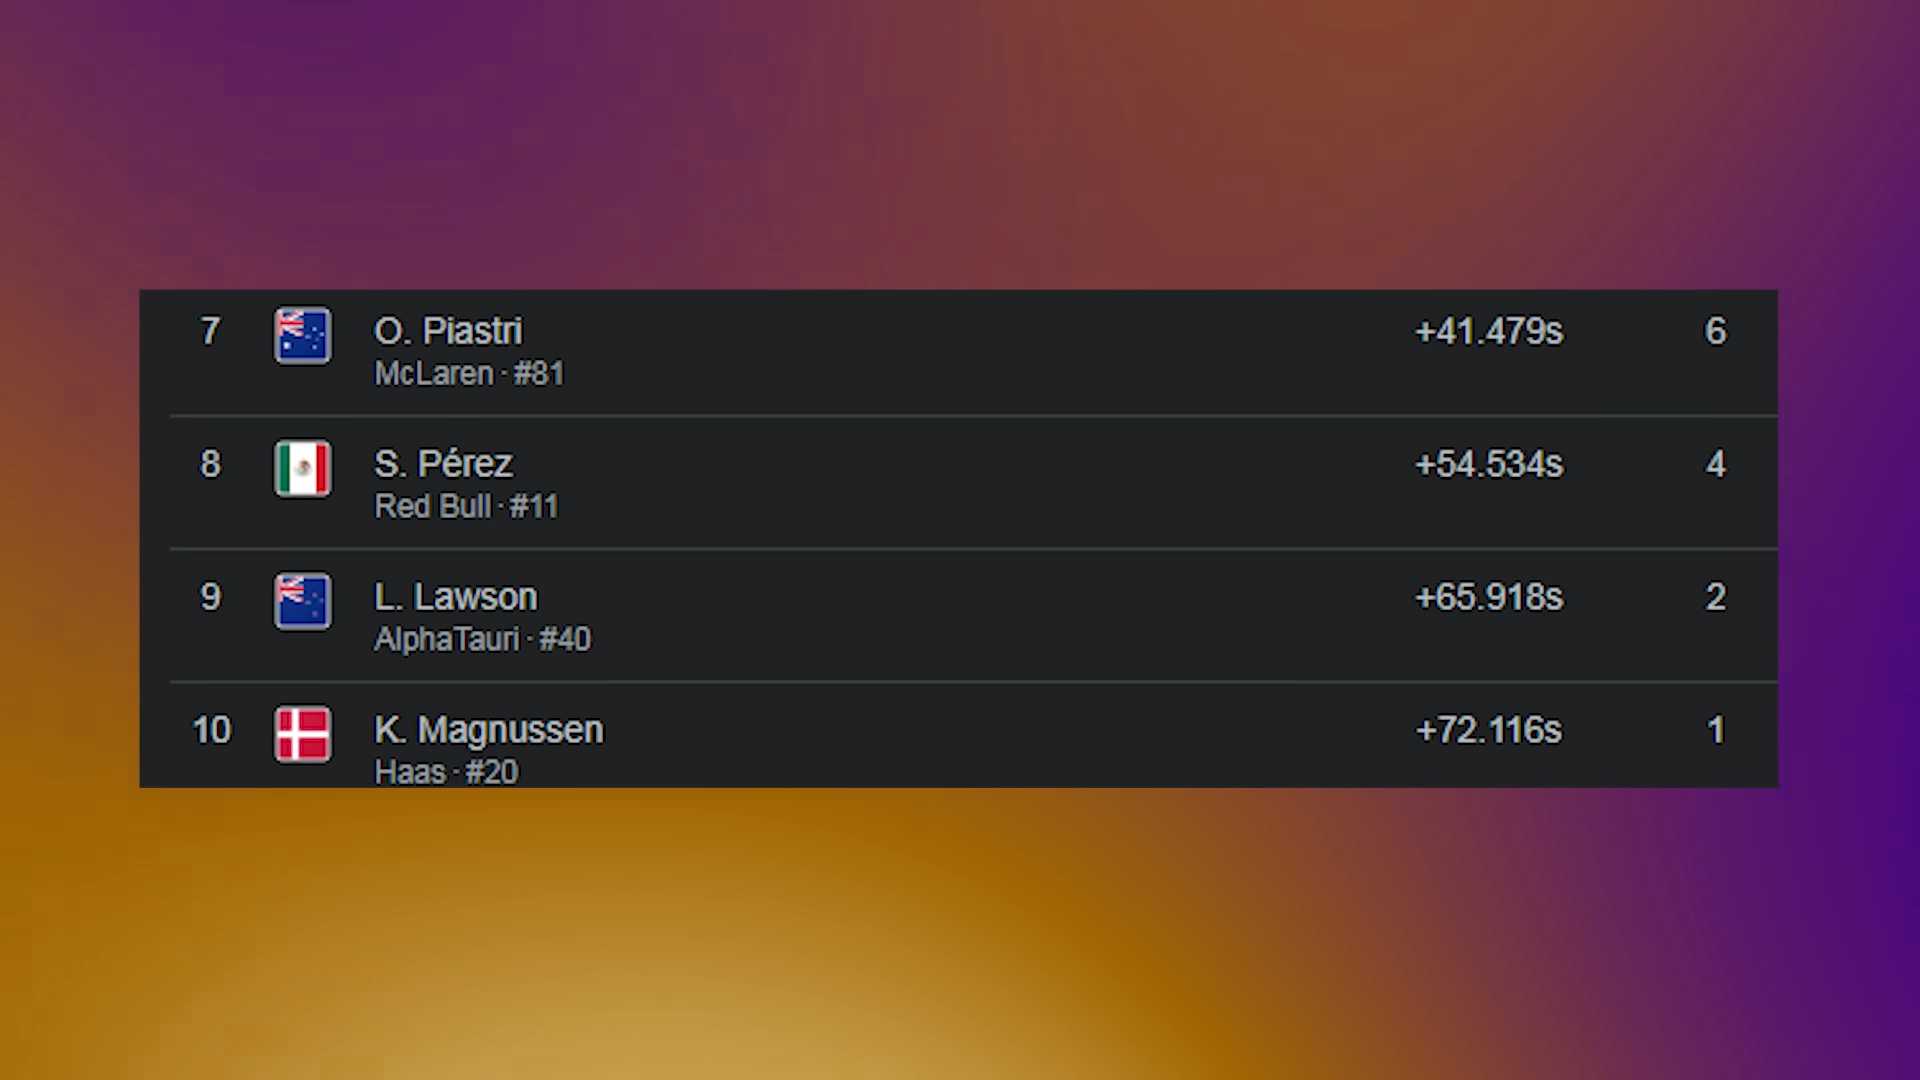 7 O. Piastri +41.479s 6
McLaren · #81
8 S. Pérez +54.534s 4
Red Bull · #11
9 L. Lawson +65.918s 2
AlphaTauri · #40
10 K. Magnussen +72.116s 1
Haas · #20